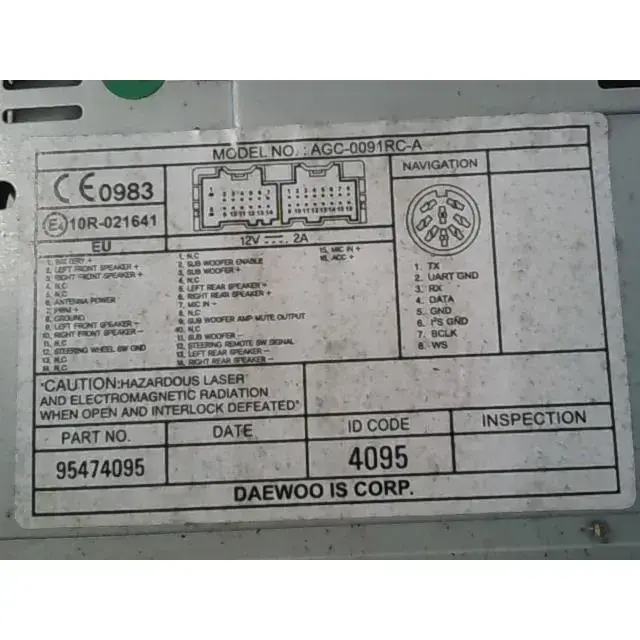 MODEL NO. : AGC-0091RC-A
CE0983
E4 10R-021641
EU
12V 2A
NAVIGATION
1. TX
2. UART GND
3. RX
4. DATA
5. GND
6. I²S GND
7. BCLK
8. WS
1. BATTERY +
2. LEFT FRONT SPEAKER +
3. RIGHT FRONT SPEAKER +
4. N.C
5. N.C
6. ANTENNA POWER
8. GROUND
9. LEFT FRONT SPEAKER -
10. RIGHT FRONT SPEAKER -
11. N.C
12. STEERING WHEEL SW GND
13. N.C
14. N.C
1. N.C
2. SUB WOOFER ENABLE
3. SUB WOOFER +
4. N.C
5. LEFT REAR SPEAKER +
6. RIGHT REAR SPEAKER +
7. MIC IN -
8. N.C
9. SUB WOOFER AMP MUTE OUTPUT
10. N.C
11. SUB WOOFER -
12. STEERING REMOTE SW SIGNAL
13. LEFT REAR SPEAKER -
14. RIGHT REAR SPEAKER -
15. MIC IN +
16. ACC +
"CAUTION:HAZARDOUS LASER
AND ELECTROMAGNETIC RADIATION
WHEN OPEN AND INTERLOCK DEFEATED"
PART NO.
DATE
ID CODE
INSPECTION
95474095
4095
DAEWOO IS CORP.